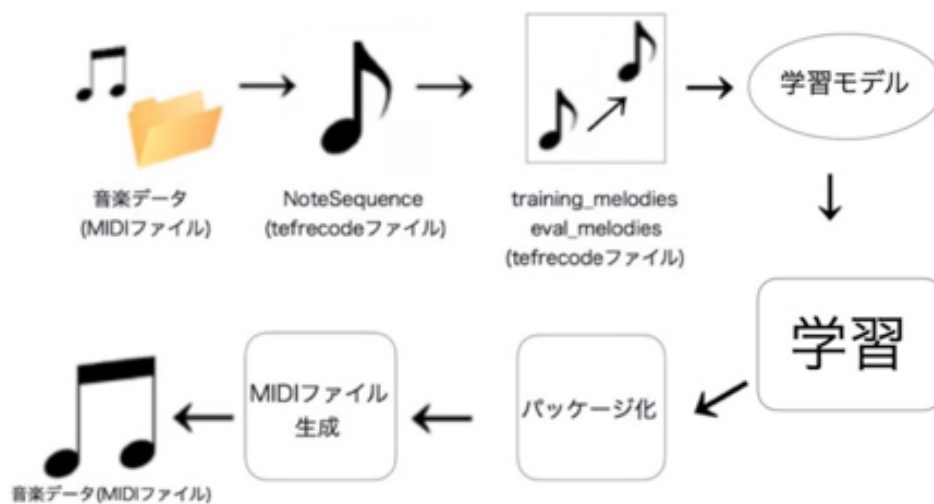 音楽データ
(MIDIファイル)
NoteSequence
(tefrecodeファイル)
training_melodies
eval_melodies
(tefrecodeファイル)
学習モデル
学習
パッケージ化
MIDIファイル
生成
音楽データ(MIDIファイル)